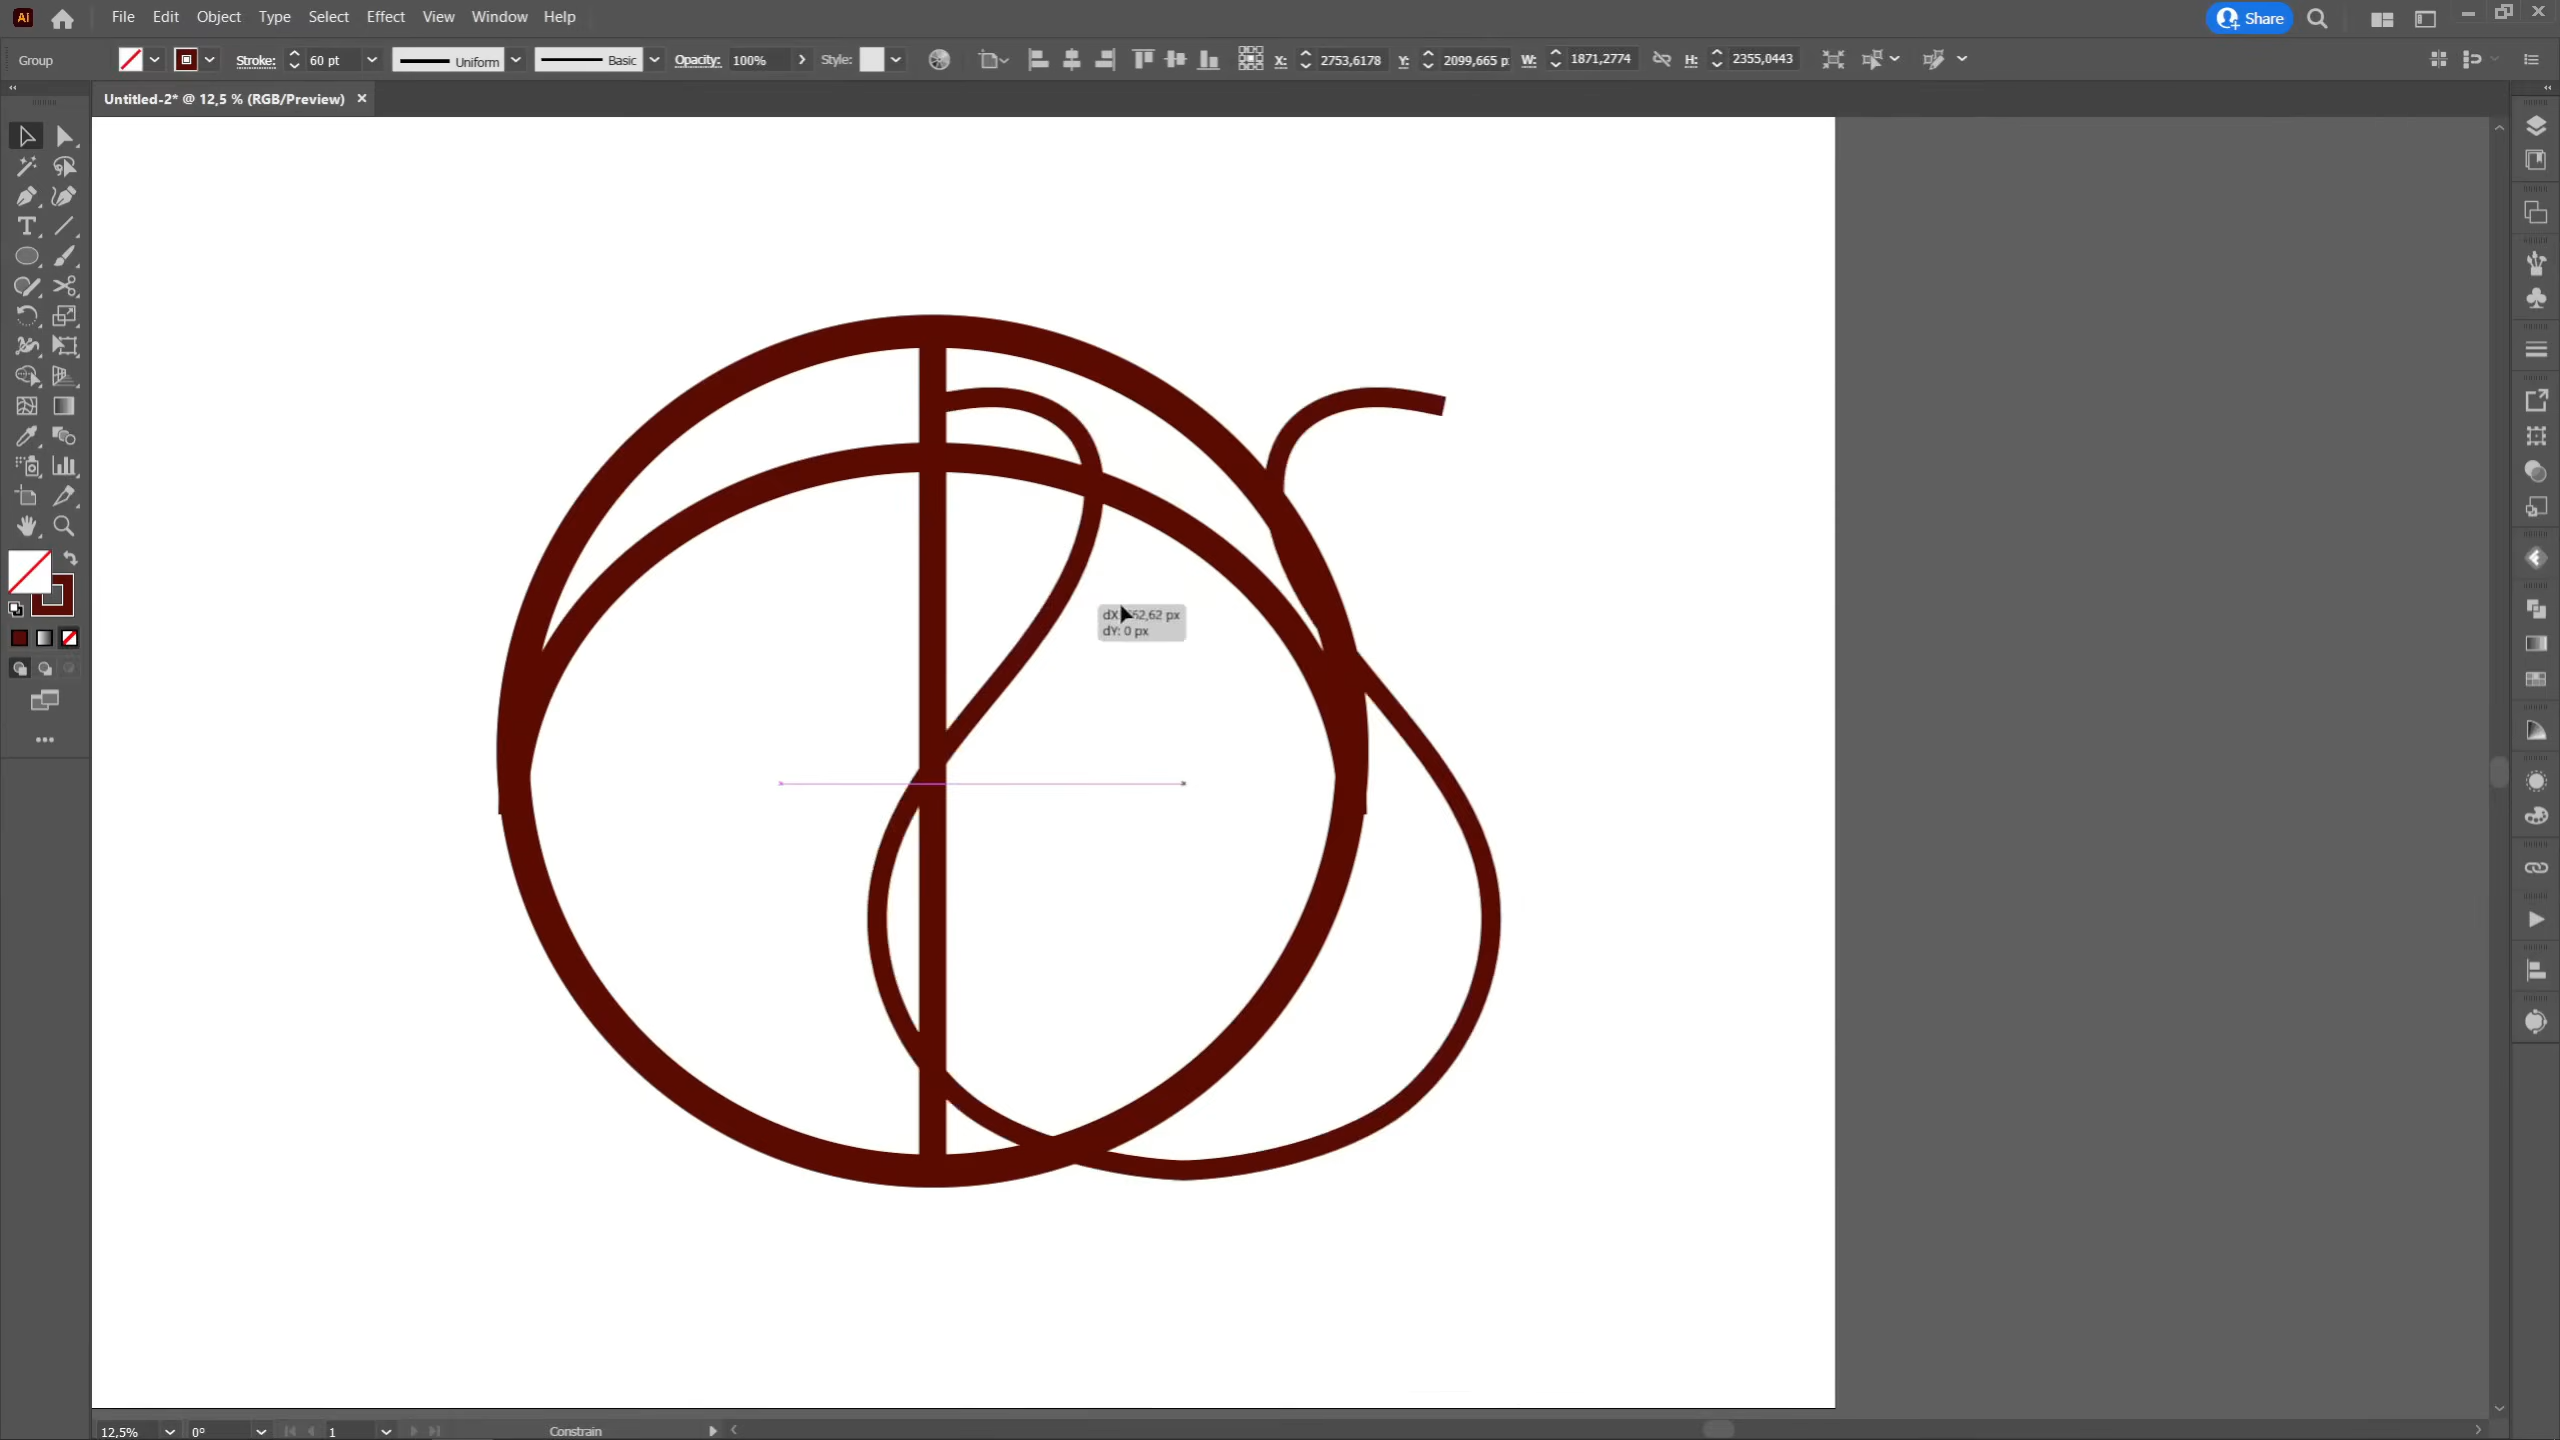 Ai File Edit Object Type Select Effect View Window Help Share
Group Stroke: 60 pt Uniform Basic Opacity: 100% Style: X: 2753,6178 Y: 2099,665 p W: 1871,2774 H: 2355,0443
Untitled-2* @ 12,5 % (RGB/Preview)
dX: 62,62 px
dY: 0 px
12,5% 0° 1 Constrain